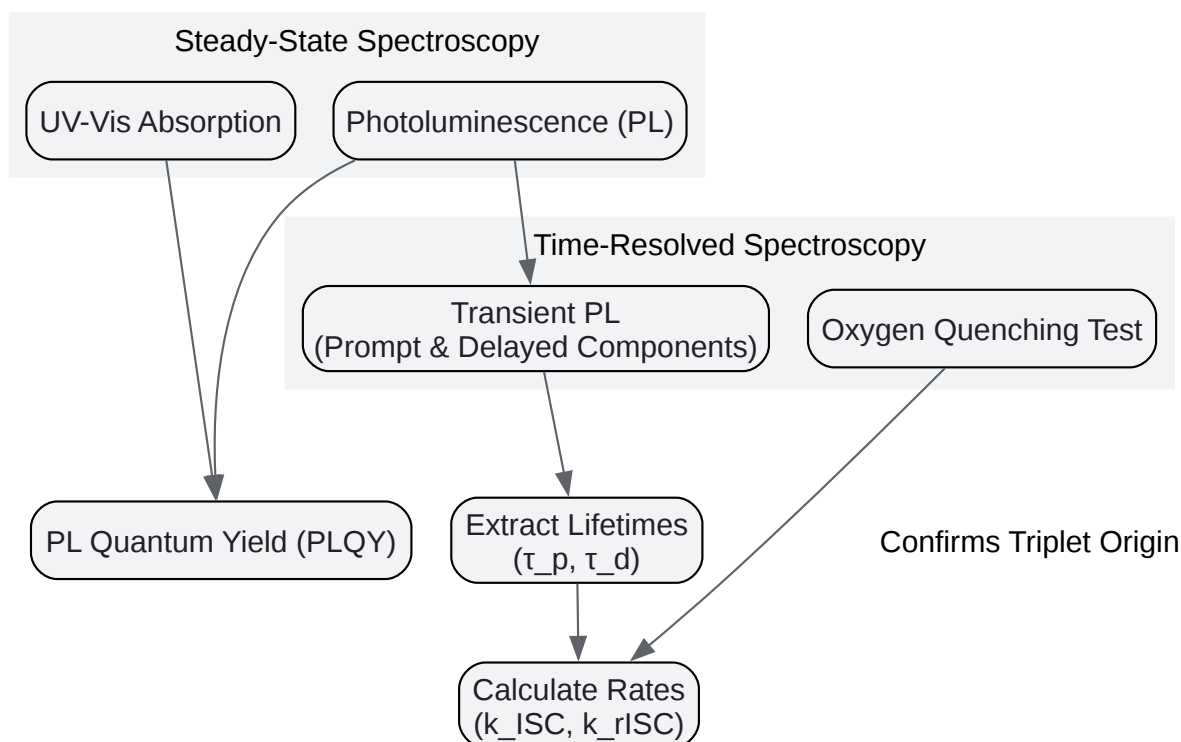 Steady-State Spectroscopy
UV-Vis Absorption
Photoluminescence (PL)
Time-Resolved Spectroscopy
Transient PL
(Prompt & Delayed Components)
Oxygen Quenching Test
PL Quantum Yield (PLQY)
Extract Lifetimes
(τ_p, τ_d)
Confirms Triplet Origin
Calculate Rates
(k_ISC, k_rISC)